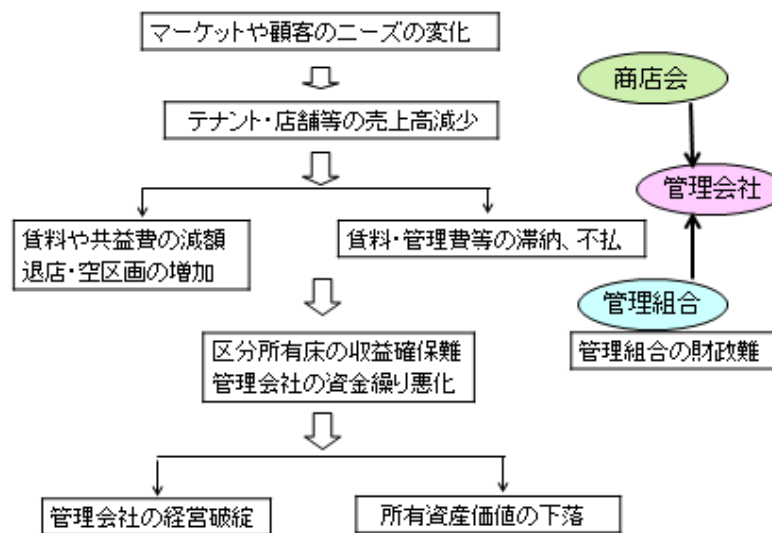 マーケットや顧客のニーズの変化
テナント・店舗等の売上高減少
賃料や共益費の減額
退店・空区画の増加
賃料・管理費等の滞納、不払
区分所有床の収益確保難
管理会社の資金繰り悪化
管理会社の経営破綻
所有資産価値の下落
商店会
管理会社
管理組合
管理組合の財政難